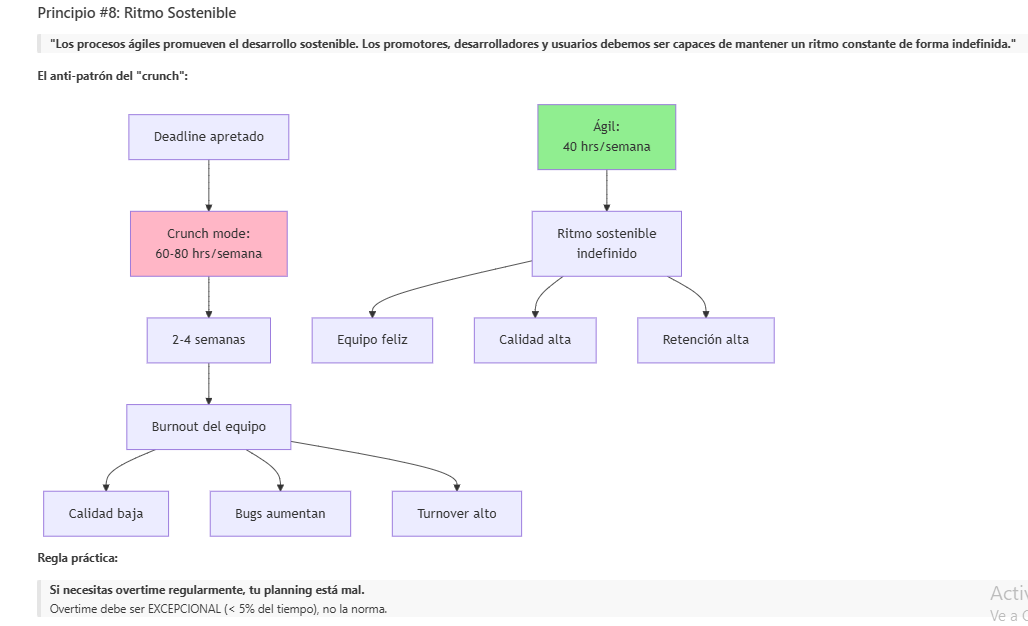 Principio #8: Ritmo Sostenible
"Los procesos ágiles promueven el desarrollo sostenible. Los promotores, desarrolladores y usuarios debemos ser capaces de mantener un ritmo constante de forma indefinida."
El anti-patrón del "crunch":
Deadline apretado
Crunch mode:
60-80 hrs/semana
2-4 semanas
Burnout del equipo
Calidad baja
Bugs aumentan
Turnover alto
Ágil:
40 hrs/semana
Ritmo sostenible
indefinido
Equipo feliz
Calidad alta
Retención alta
Regla práctica:
Si necesitas overtime regularmente, tu planning está mal.
Overtime debe ser EXCEPCIONAL (< 5% del tiempo), no la norma.
Ve a